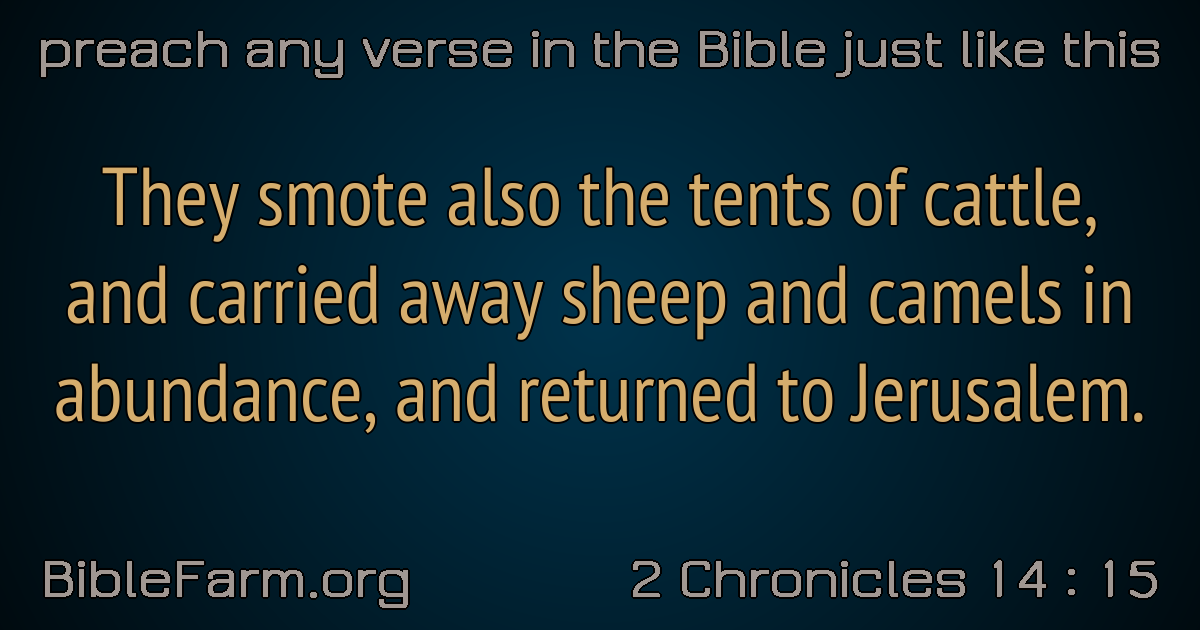 preach any verse in the Bible just like this
They smote also the tents of cattle,
and carried away sheep and camels in
abundance, and returned to Jerusalem.
BibleFarm.org
2 Chronicles 14 : 15